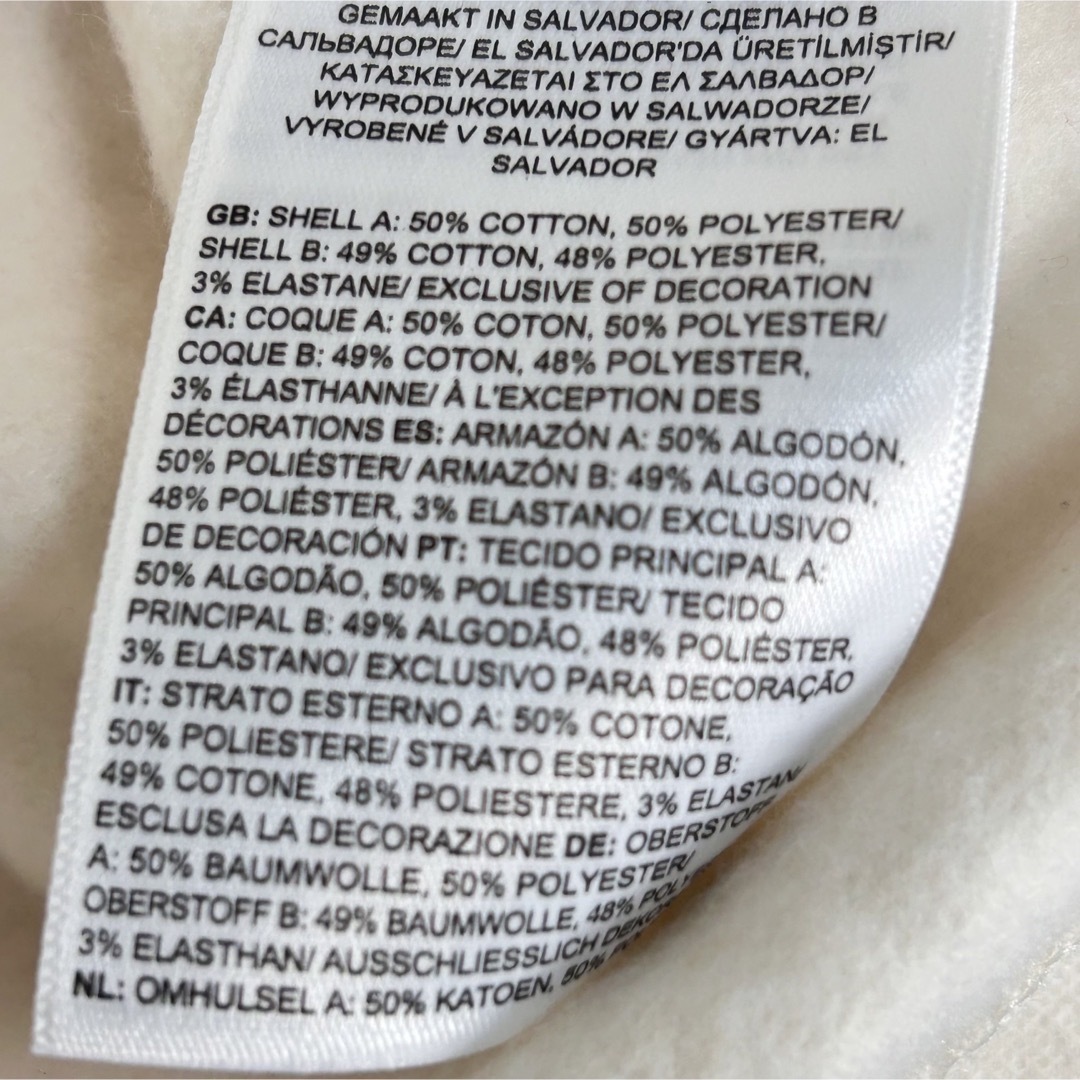 GEMAAKT IN SALVADOR/ СДЕЛАНО В
САЛЬВАДОРЕ/ EL SALVADOR'DA ÜRETİLMİŞTİR/
ΚΑΤΑΣΚΕΥΑΖΕΤΑΙ ΣΤΟ ΕΛ ΣΑΛΒΑΔΟΡ/
WYPRODUKOWANO W SALWADORZE/
VYROBENÉ V SALVÁDORE/ GYÁRTVA: EL
SALVADOR
GB: SHELL A: 50% COTTON, 50% POLYESTER/
SHELL B: 49% COTTON, 48% POLYESTER,
3% ELASTANE/ EXCLUSIVE OF DECORATION
CA: COQUE A: 50% COTON, 50% POLYESTER/
COQUE B: 49% COTON, 48% POLYESTER,
3% ÉLASTHANNE/ À L'EXCEPTION DES
DÉCORATIONS ES: ARMAZÓN A: 50% ALGODÓN,
50% POLIÉSTER/ ARMAZÓN B: 49% ALGODÓN,
48% POLIÉSTER, 3% ELASTANO/ EXCLUSIVO
DE DECORACIÓN PT: TECIDO PRINCIPAL A:
50% ALGODÃO, 50% POLIÉSTER/ TECIDO
PRINCIPAL B: 49% ALGODÃO, 48% POLIÉSTER,
3% ELASTANO/ EXCLUSIVO PARA DECORAÇÃO
IT: STRATO ESTERNO A: 50% COTONE,
50% POLIESTERE/ STRATO ESTERNO B:
49% COTONE, 48% POLIESTERE, 3%
ESCLUSA LA DECORAZIONE DE: OBERSTOFF
A: 50% BAUMWOLLE, 50% POLYESTER/
OBERSTOFF B: 49% BAUMWOLLE, 48%
3% ELASTHAN/ AUSSCHLIESSLICH
NL: OMHULSEL A: 50% KATOEN, 50%